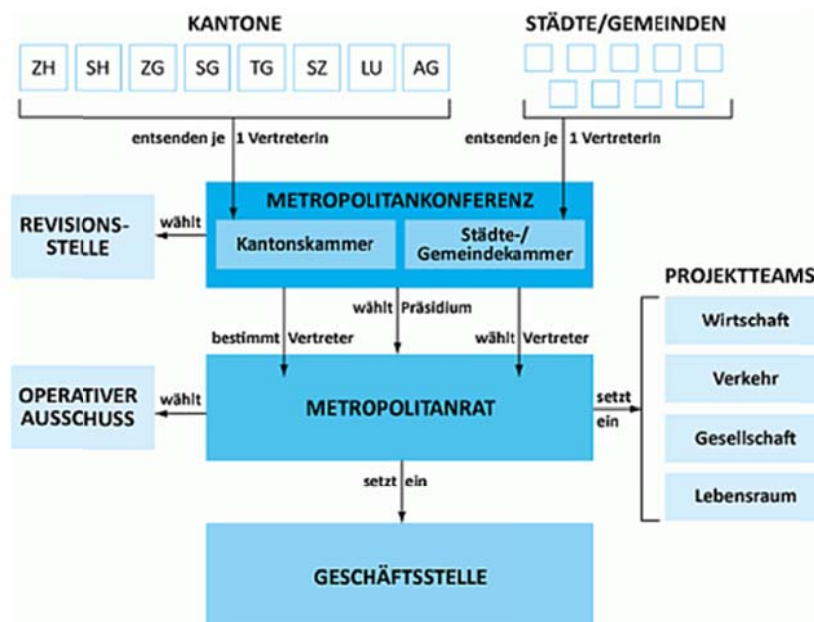 KANTONE
STÄDTE/GEMEINDEN
ZH SH ZG SG TG SZ LU AG
entsenden je 1 VertreterIn
entsenden je 1 VertreterIn
METROPOLITANKONFERENZ
REVISIONS-
STELLE
wählt
Kantonskammer
Städte-/
Gemeindekammer
PROJEKTTEAMS
wählt Präsidium
bestimmt Vertreter
wählt Vertreter
Wirtschaft
Verkehr
Gesellschaft
Lebensraum
OPERATIVER
AUSSCHUSS
wählt
METROPOLITANRAT
setzt
ein
setzt ein
GESCHÄFTSSTELLE